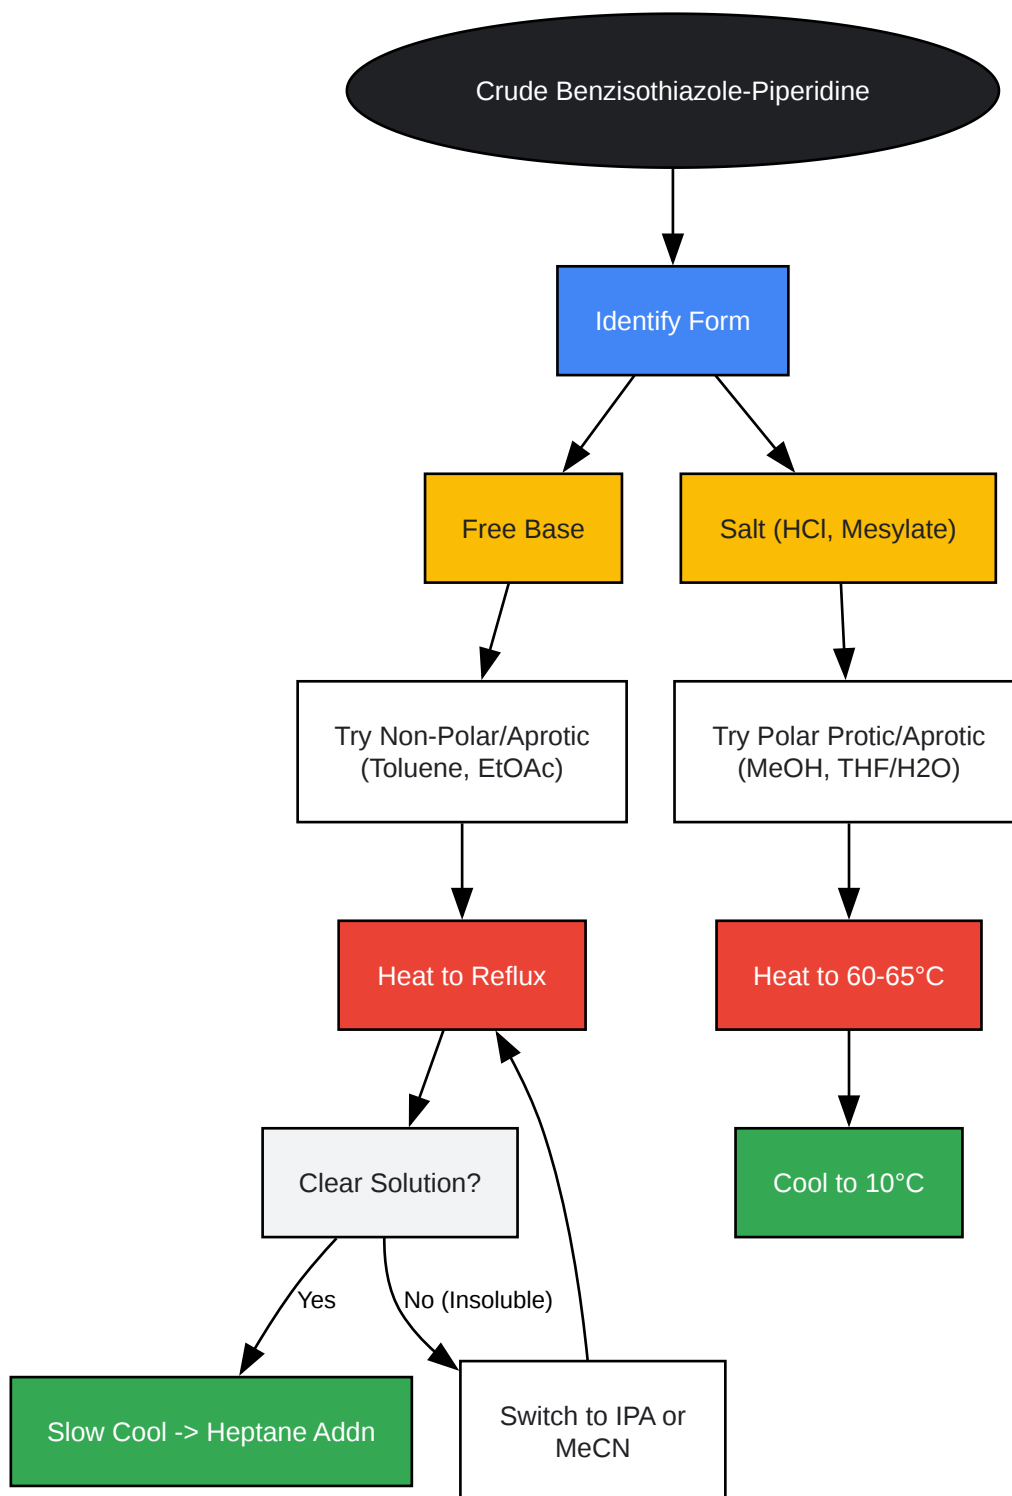 Crude Benzisothiazole-Piperidine
Identify Form
Free Base
Salt (HCl, Mesylate)
Try Non-Polar/Aprotic
(Toluene, EtOAc)
Try Polar Protic/Aprotic
(MeOH, THF/H2O)
Heat to Reflux
Heat to 60-65°C
Clear Solution?
Cool to 10°C
Yes
No (Insoluble)
Slow Cool -> Heptane Addn
Switch to IPA or
MeCN